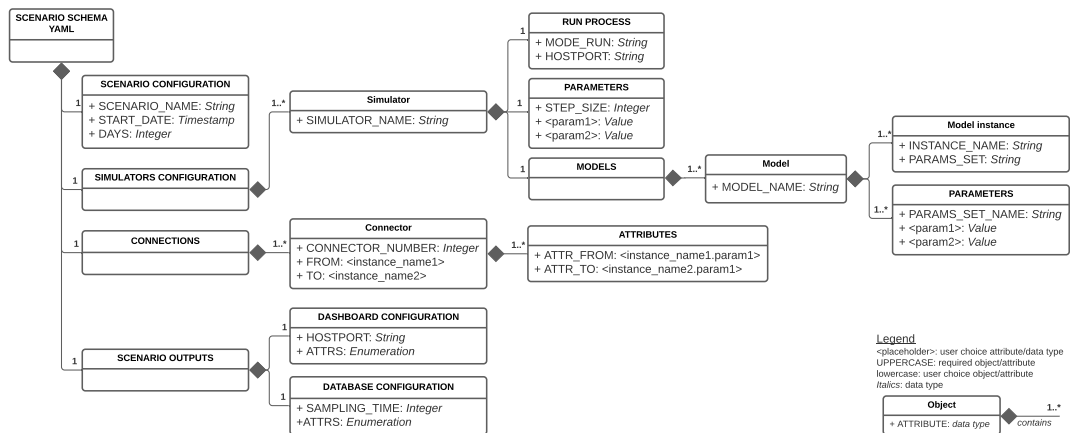 SCENARIO SCHEMA
YAML
1
SCENARIO CONFIGURATION
+ SCENARIO_NAME: String
+ START_DATE: Timestamp
+ DAYS: Integer
1
SIMULATORS CONFIGURATION
1..*
Simulator
+ SIMULATOR_NAME: String
1
RUN PROCESS
+ MODE_RUN: String
+ HOSTPORT: String
1
PARAMETERS
+ STEP_SIZE: Integer
+ <param1>: Value
+ <param2>: Value
1
MODELS
1..*
Model
+ MODEL_NAME: String
1..*
Model instance
+ INSTANCE_NAME: String
+ PARAMS_SET: String
1..*
PARAMETERS
+ PARAMS_SET_NAME: String
+ <param1>: Value
+ <param2>: Value
1
CONNECTIONS
1..*
Connector
+ CONNECTOR_NUMBER: Integer
+ FROM: <instance_name1>
+ TO: <instance_name2>
1..*
ATTRIBUTES
+ ATTR_FROM: <instance_name1.param1>
+ ATTR_TO: <instance_name2.param1>
1
SCENARIO OUTPUTS
1
DASHBOARD CONFIGURATION
+ HOSTPORT: String
+ ATTRS: Enumeration
1
DATABASE CONFIGURATION
+ SAMPLING_TIME: Integer
+ATTRS: Enumeration
Legend
<placeholder>: user choice attribute/data type
UPPERCASE: required object/attribute
lowercase: user choice object/attribute
Italics: data type
Object
+ ATTRIBUTE: data type
1..*
contains